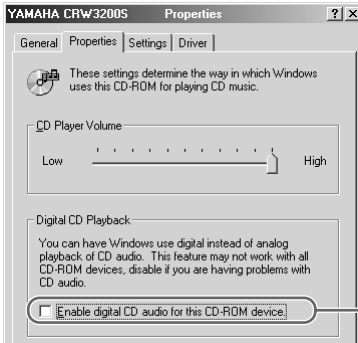 YAMAHA CRW3200S Properties
General Properties Settings Driver
These settings determine the way in which Windows
uses this CD-ROM for playing CD music.
CD Player Volume
Low High
Digital CD Playback
You can have Windows use digital instead of analog
playback of CD audio. This feature may not work with all
CD-ROM devices, disable if you are having problems with
CD audio.
Enable digital CD audio for this CD-ROM device.